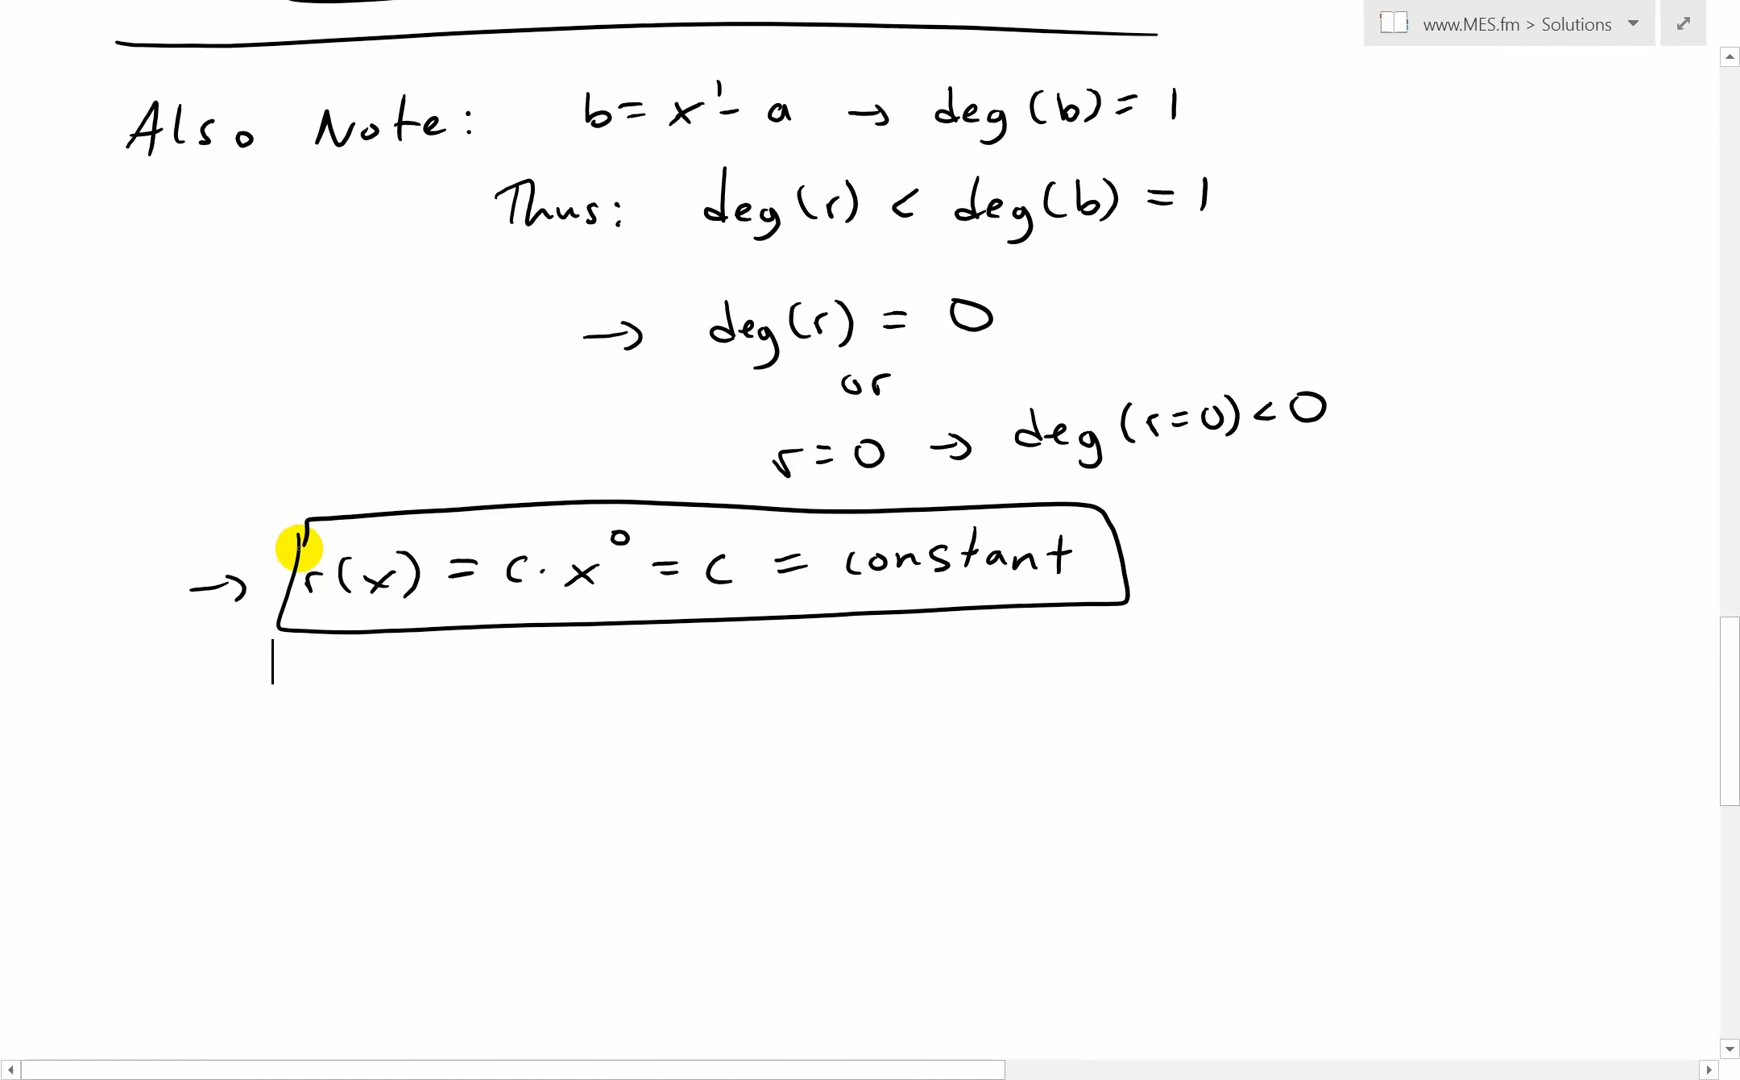 www.MES.fm > Solutions
Also Note: b = x¹ - a → deg(b) = 1
Thus: deg(r) < deg(b) = 1
→ deg(r) = 0
or
r = 0 → deg(r=0) < 0
→ r(x) = c · x⁰ = c = constant